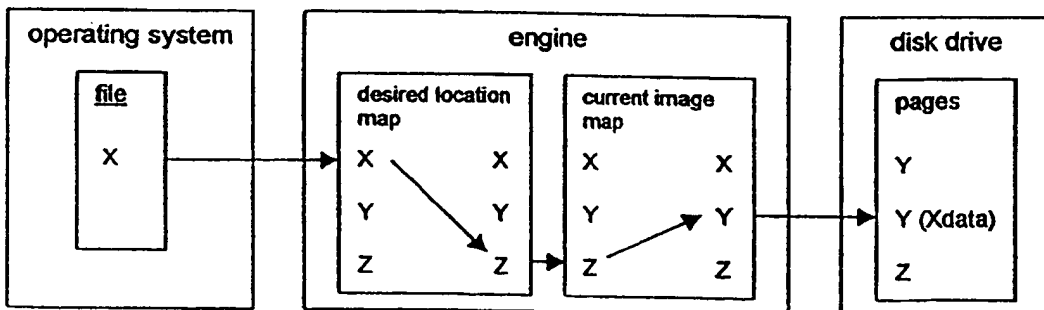 operating system
file
X
engine
desired location
map
X X
Y Y
Z Z
current image
map
X X
Y Y
Z Z
disk drive
pages
Y
Y (Xdata)
Z